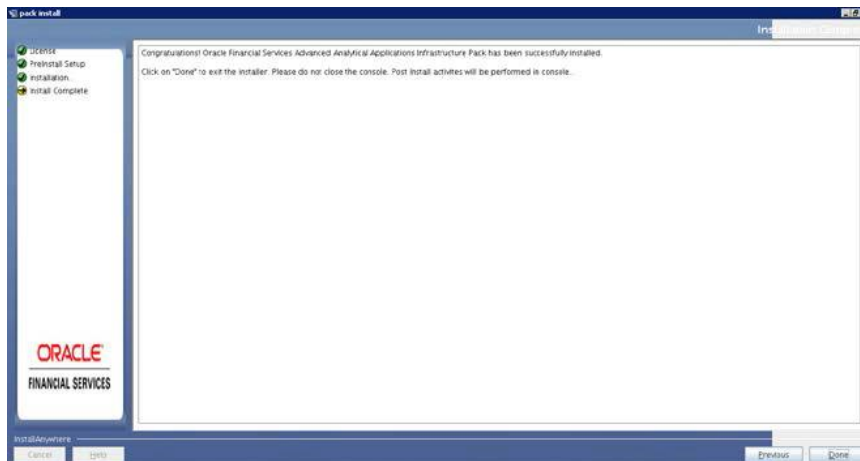 pack install
Installation Complete
License
Preinstall Setup
Installation...
Install Complete
Congratulations! Oracle Financial Services Advanced Analytical Applications Infrastructure Pack has been successfully installed.
Click on "Done" to exit the installer. Please do not close the console. Post Install activites will be performed in console.
ORACLE
FINANCIAL SERVICES
InstallAnywhere
Cancel
Help
Previous
Done